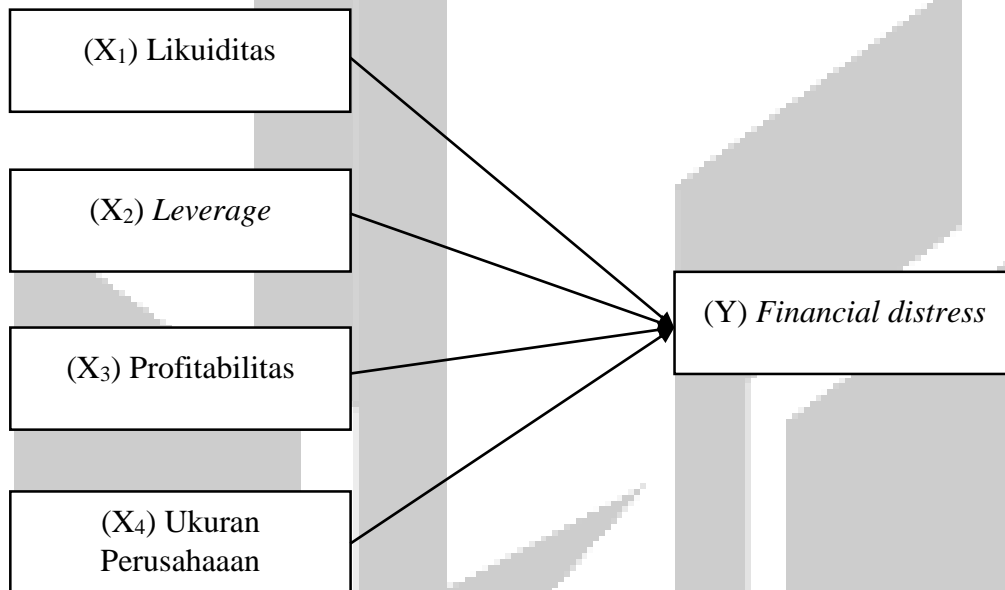 (X₁) Likuiditas
(X₂) Leverage
(X₃) Profitabilitas
(X₄) Ukuran
Perusahaaan
(Y) Financial distress